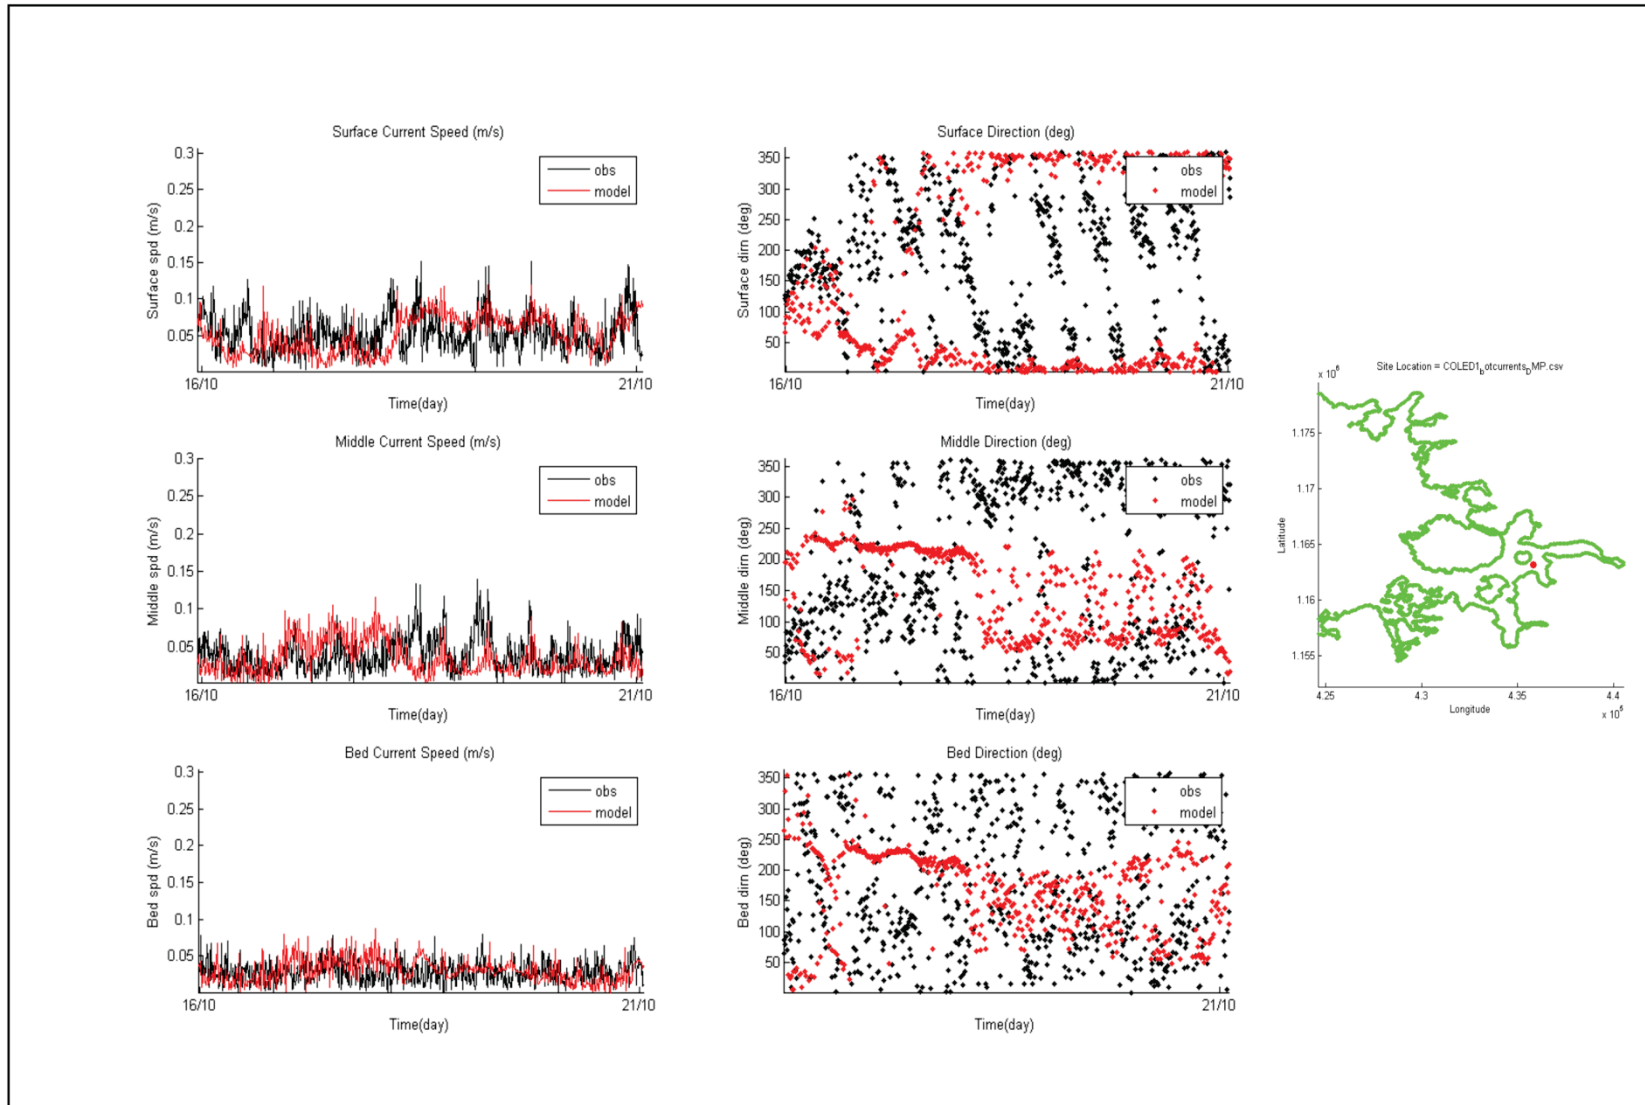 Surface Current Speed (m/s)
0.3
0.25
0.2
0.15
0.1
0.05
Surface spd (m/s)
obs
model
16/10
21/10
Time(day)
Surface Direction (deg)
350
300
250
200
150
100
50
Surface dirn (deg)
obs
model
16/10
21/10
Time(day)
Middle Current Speed (m/s)
0.3
0.25
0.2
0.15
0.1
0.05
Middle spd (m/s)
obs
model
16/10
21/10
Time(day)
Middle Direction (deg)
350
300
250
200
150
100
50
Middle dirn (deg)
obs
model
16/10
21/10
Time(day)
Bed Current Speed (m/s)
0.3
0.25
0.2
0.15
0.1
0.05
Bed spd (m/s)
obs
model
16/10
21/10
Time(day)
Bed Direction (deg)
350
300
250
200
150
100
50
Bed dirn (deg)
obs
model
21/10
Time(day)
Site Location = COLED1botcurrentsDMP.csv
x 10^6
1.175
1.17
1.165
1.16
1.155
Latitude
4.25
4.3
4.35
4.4
Longitude
x 10^5